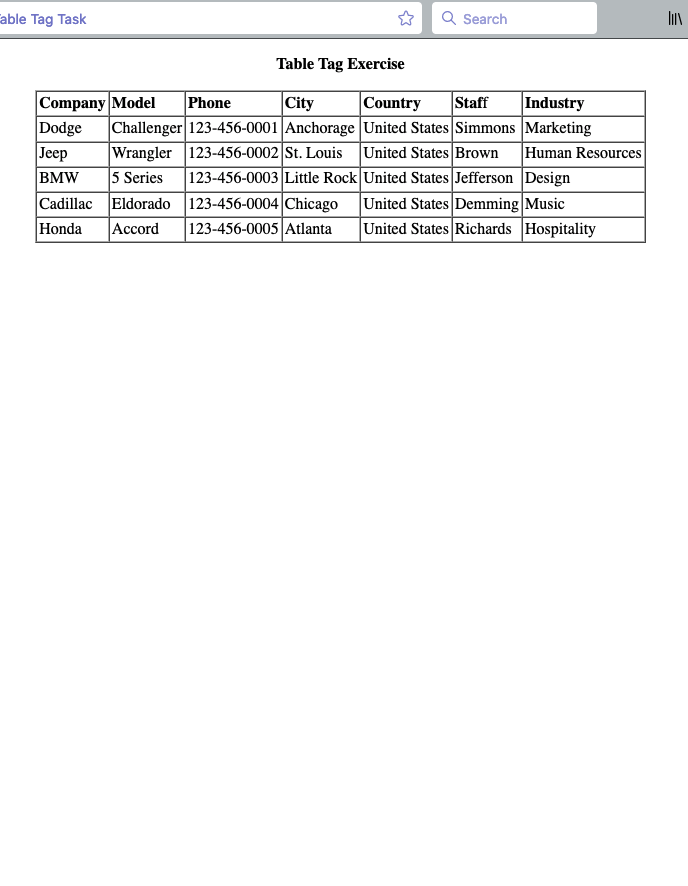 able Tag Task
Search
Table Tag Exercise
Company Model Phone City Country Staff Industry
Dodge Challenger 123-456-0001 Anchorage United States Simmons Marketing
Jeep Wrangler 123-456-0002 St. Louis United States Brown Human Resources
BMW 5 Series 123-456-0003 Little Rock United States Jefferson Design
Cadillac Eldorado 123-456-0004 Chicago United States Demming Music
Honda Accord 123-456-0005 Atlanta United States Richards Hospitality